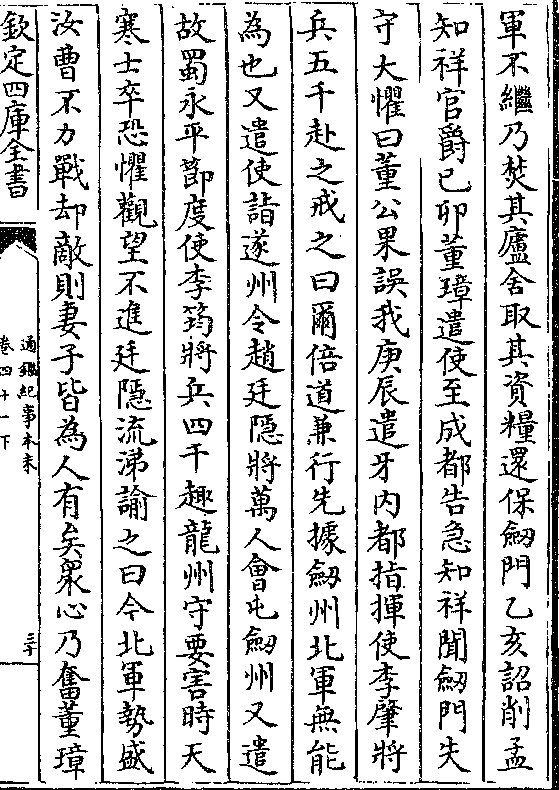 軍不繼乃焚其廬舍取其資糧還保劒門乙亥詔削孟
知祥官爵己卯董璋遣使至成都告急知祥聞劒門失
守大懼曰董公果誤我庚辰遣牙内都指揮使李肇將
兵五千赴之戒之曰爾倍道兼行先據劒州北軍無能
為也又遣使詣遂州令趙廷隱將萬人會屯劒州又遣
故蜀永平節度使李筠將兵四千趣龍州守要害時天
寒士卒恐懼觀望不進廷隱流涕諭之曰今北軍勢盛
汝曹不力戰却敵則妻子皆為人有矣衆心乃奮董璋
欽定四庫全書
通鑑紀事本末
卷四十一下
三十